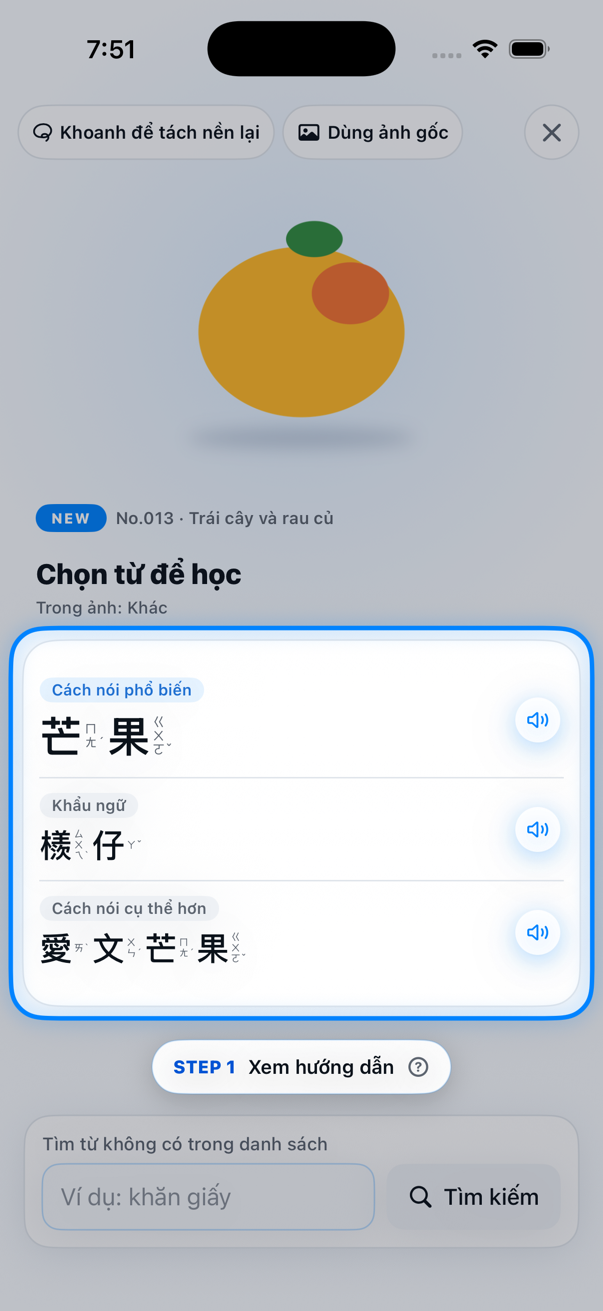 7:51
Khoanh để tách nền lại
Dùng ảnh gốc
NEW No.013 · Trái cây và rau củ
Chọn từ để học
Trong ảnh: Khác
Cách nói phổ biến
芒ㄇㄤˊ果ㄍㄨㄛˇ
Khẩu ngữ
檨ㄙㄨㄟˋ仔ㄚˇ
Cách nói cụ thể hơn
愛ㄞˋ文ㄨㄣˊ芒ㄇㄤˊ果ㄍㄨㄛˇ
STEP 1 Xem hướng dẫn ?
Tìm từ không có trong danh sách
Ví dụ: khăn giấy
Tìm kiếm